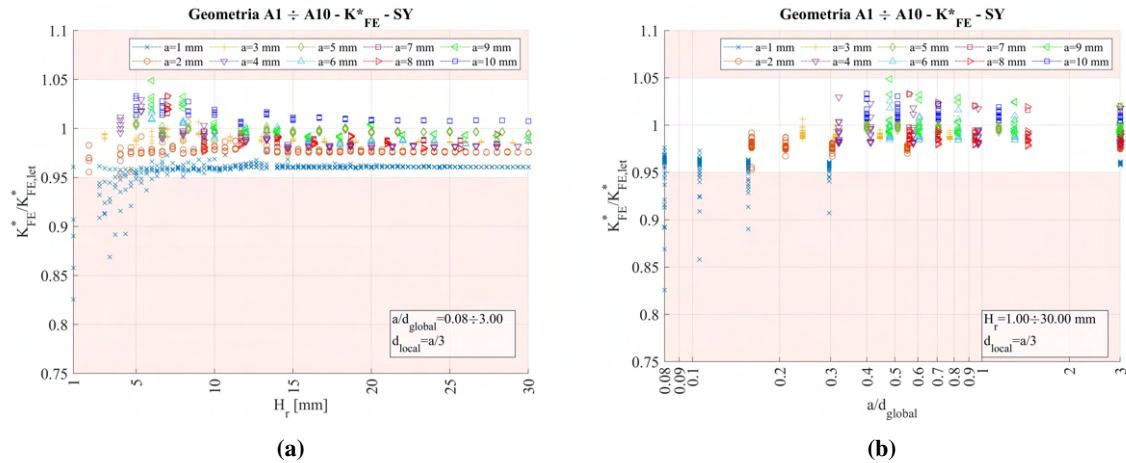 Geometria A1 ÷ A10 - K*FE - SY
a=1 mm a=3 mm a=5 mm a=7 mm a=9 mm
a=2 mm a=4 mm a=6 mm a=8 mm a=10 mm
1.1
1.05
1
0.95
0.9
0.85
0.8
0.75
K*FE/K*FE,let
a/dglobal=0.08÷3.00
dlocal=a/3
1 5 10 15 20 25 30
Hr [mm]
(a)
Geometria A1 ÷ A10 - K*FE - SY
a=1 mm a=3 mm a=5 mm a=7 mm a=9 mm
a=2 mm a=4 mm a=6 mm a=8 mm a=10 mm
1.1
1.05
1
0.95
0.9
0.85
0.8
0.75
K*FE/K*FE,let
Hr=1.00÷30.00 mm
dlocal=a/3
0.08 0.09 0.1 0.2 0.3 0.4 0.5 0.6 0.7 0.8 0.9 1 2 3
a/dglobal
(b)